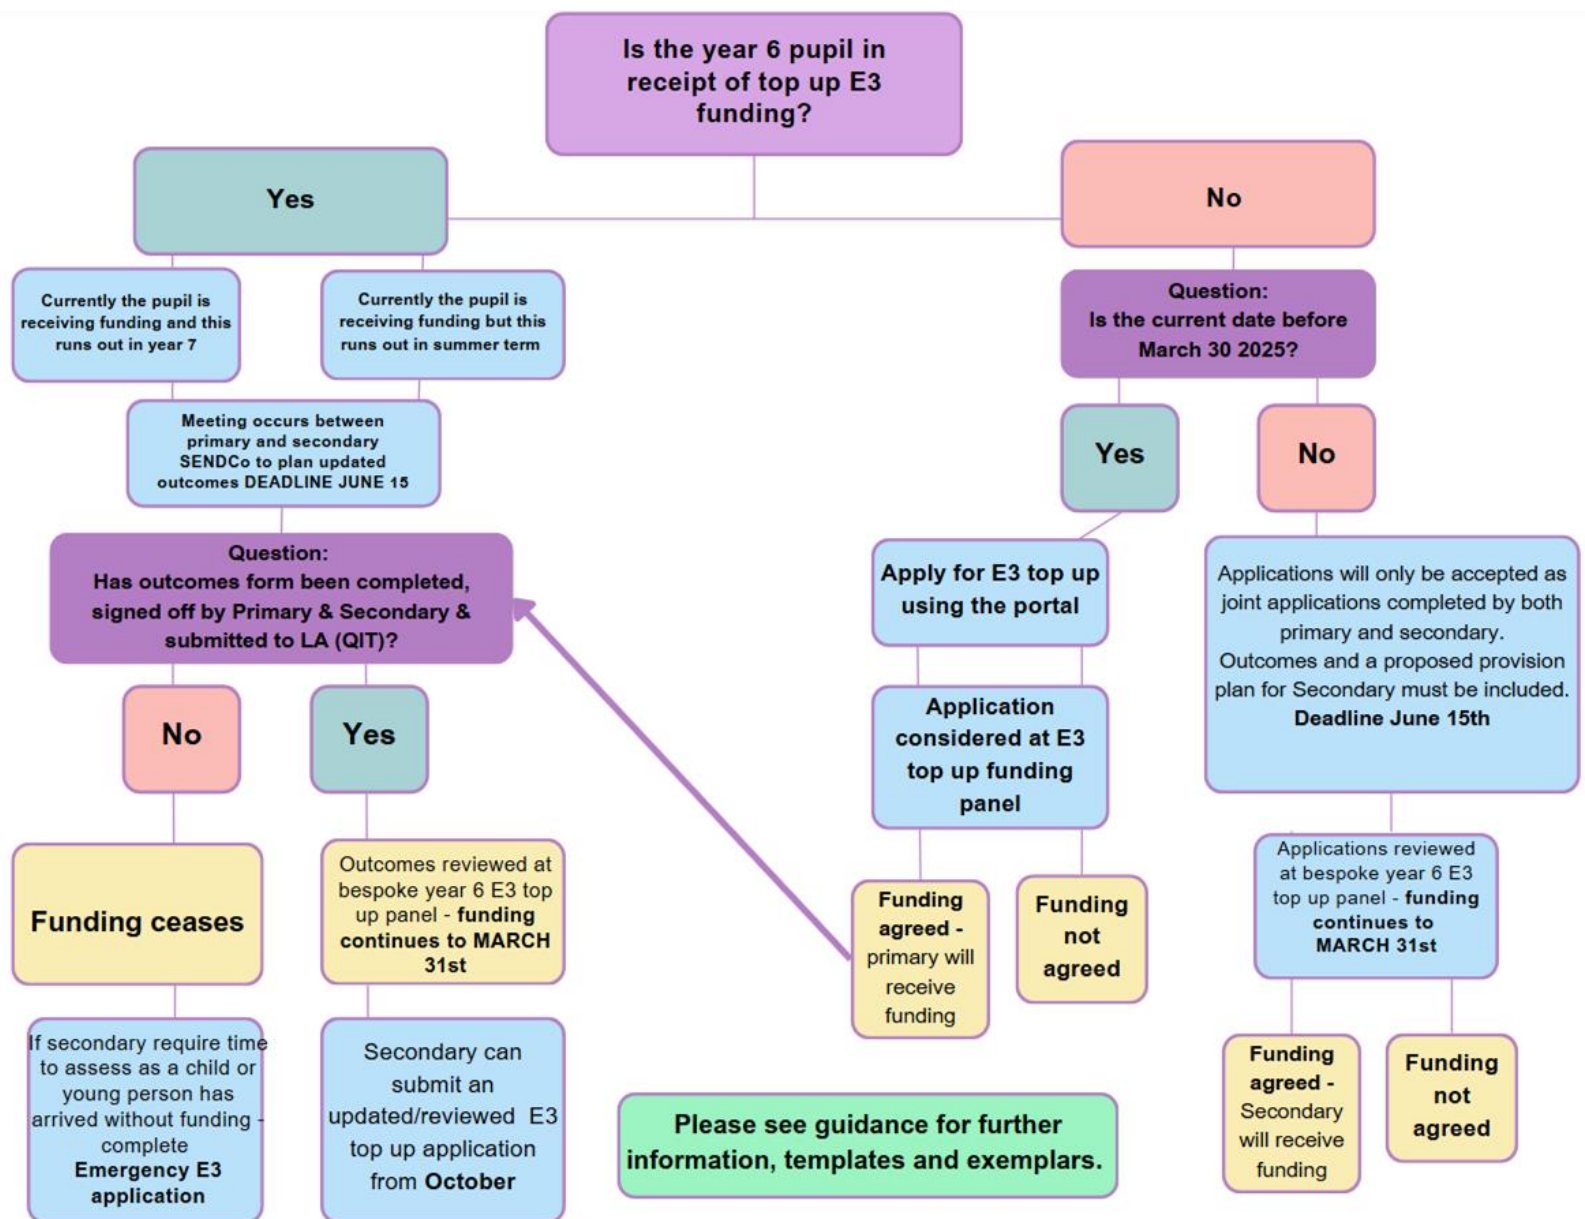 Is the year 6 pupil in
receipt of top up E3
funding?
Yes
No
Currently the pupil is
receiving funding and this
runs out in year 7
Currently the pupil is
receiving funding but this
runs out in summer term
Meeting occurs between
primary and secondary
SENDCo to plan updated
outcomes DEADLINE JUNE 15
Question:
Has outcomes form been completed,
signed off by Primary & Secondary &
submitted to LA (QIT)?
No
Yes
Funding ceases
Outcomes reviewed at
bespoke year 6 E3 top
up panel - funding
continues to MARCH
31st
If secondary require time
to assess as a child or
young person has
arrived without funding -
complete
Emergency E3
application
Secondary can
submit an
updated/reviewed E3
top up application
from October
Question:
Is the current date before
March 30 2025?
Yes
No
Apply for E3 top up
using the portal
Application
considered at E3
top up funding
panel
Funding
agreed -
primary will
receive
funding
Funding
not
agreed
Applications will only be accepted as
joint applications completed by both
primary and secondary.
Outcomes and a proposed provision
plan for Secondary must be included.
Deadline June 15th
Applications reviewed
at bespoke year 6 E3
top up panel - funding
continues to
MARCH 31st
Funding
agreed -
Secondary
will receive
funding
Funding
not
agreed
Please see guidance for further
information, templates and exemplars.